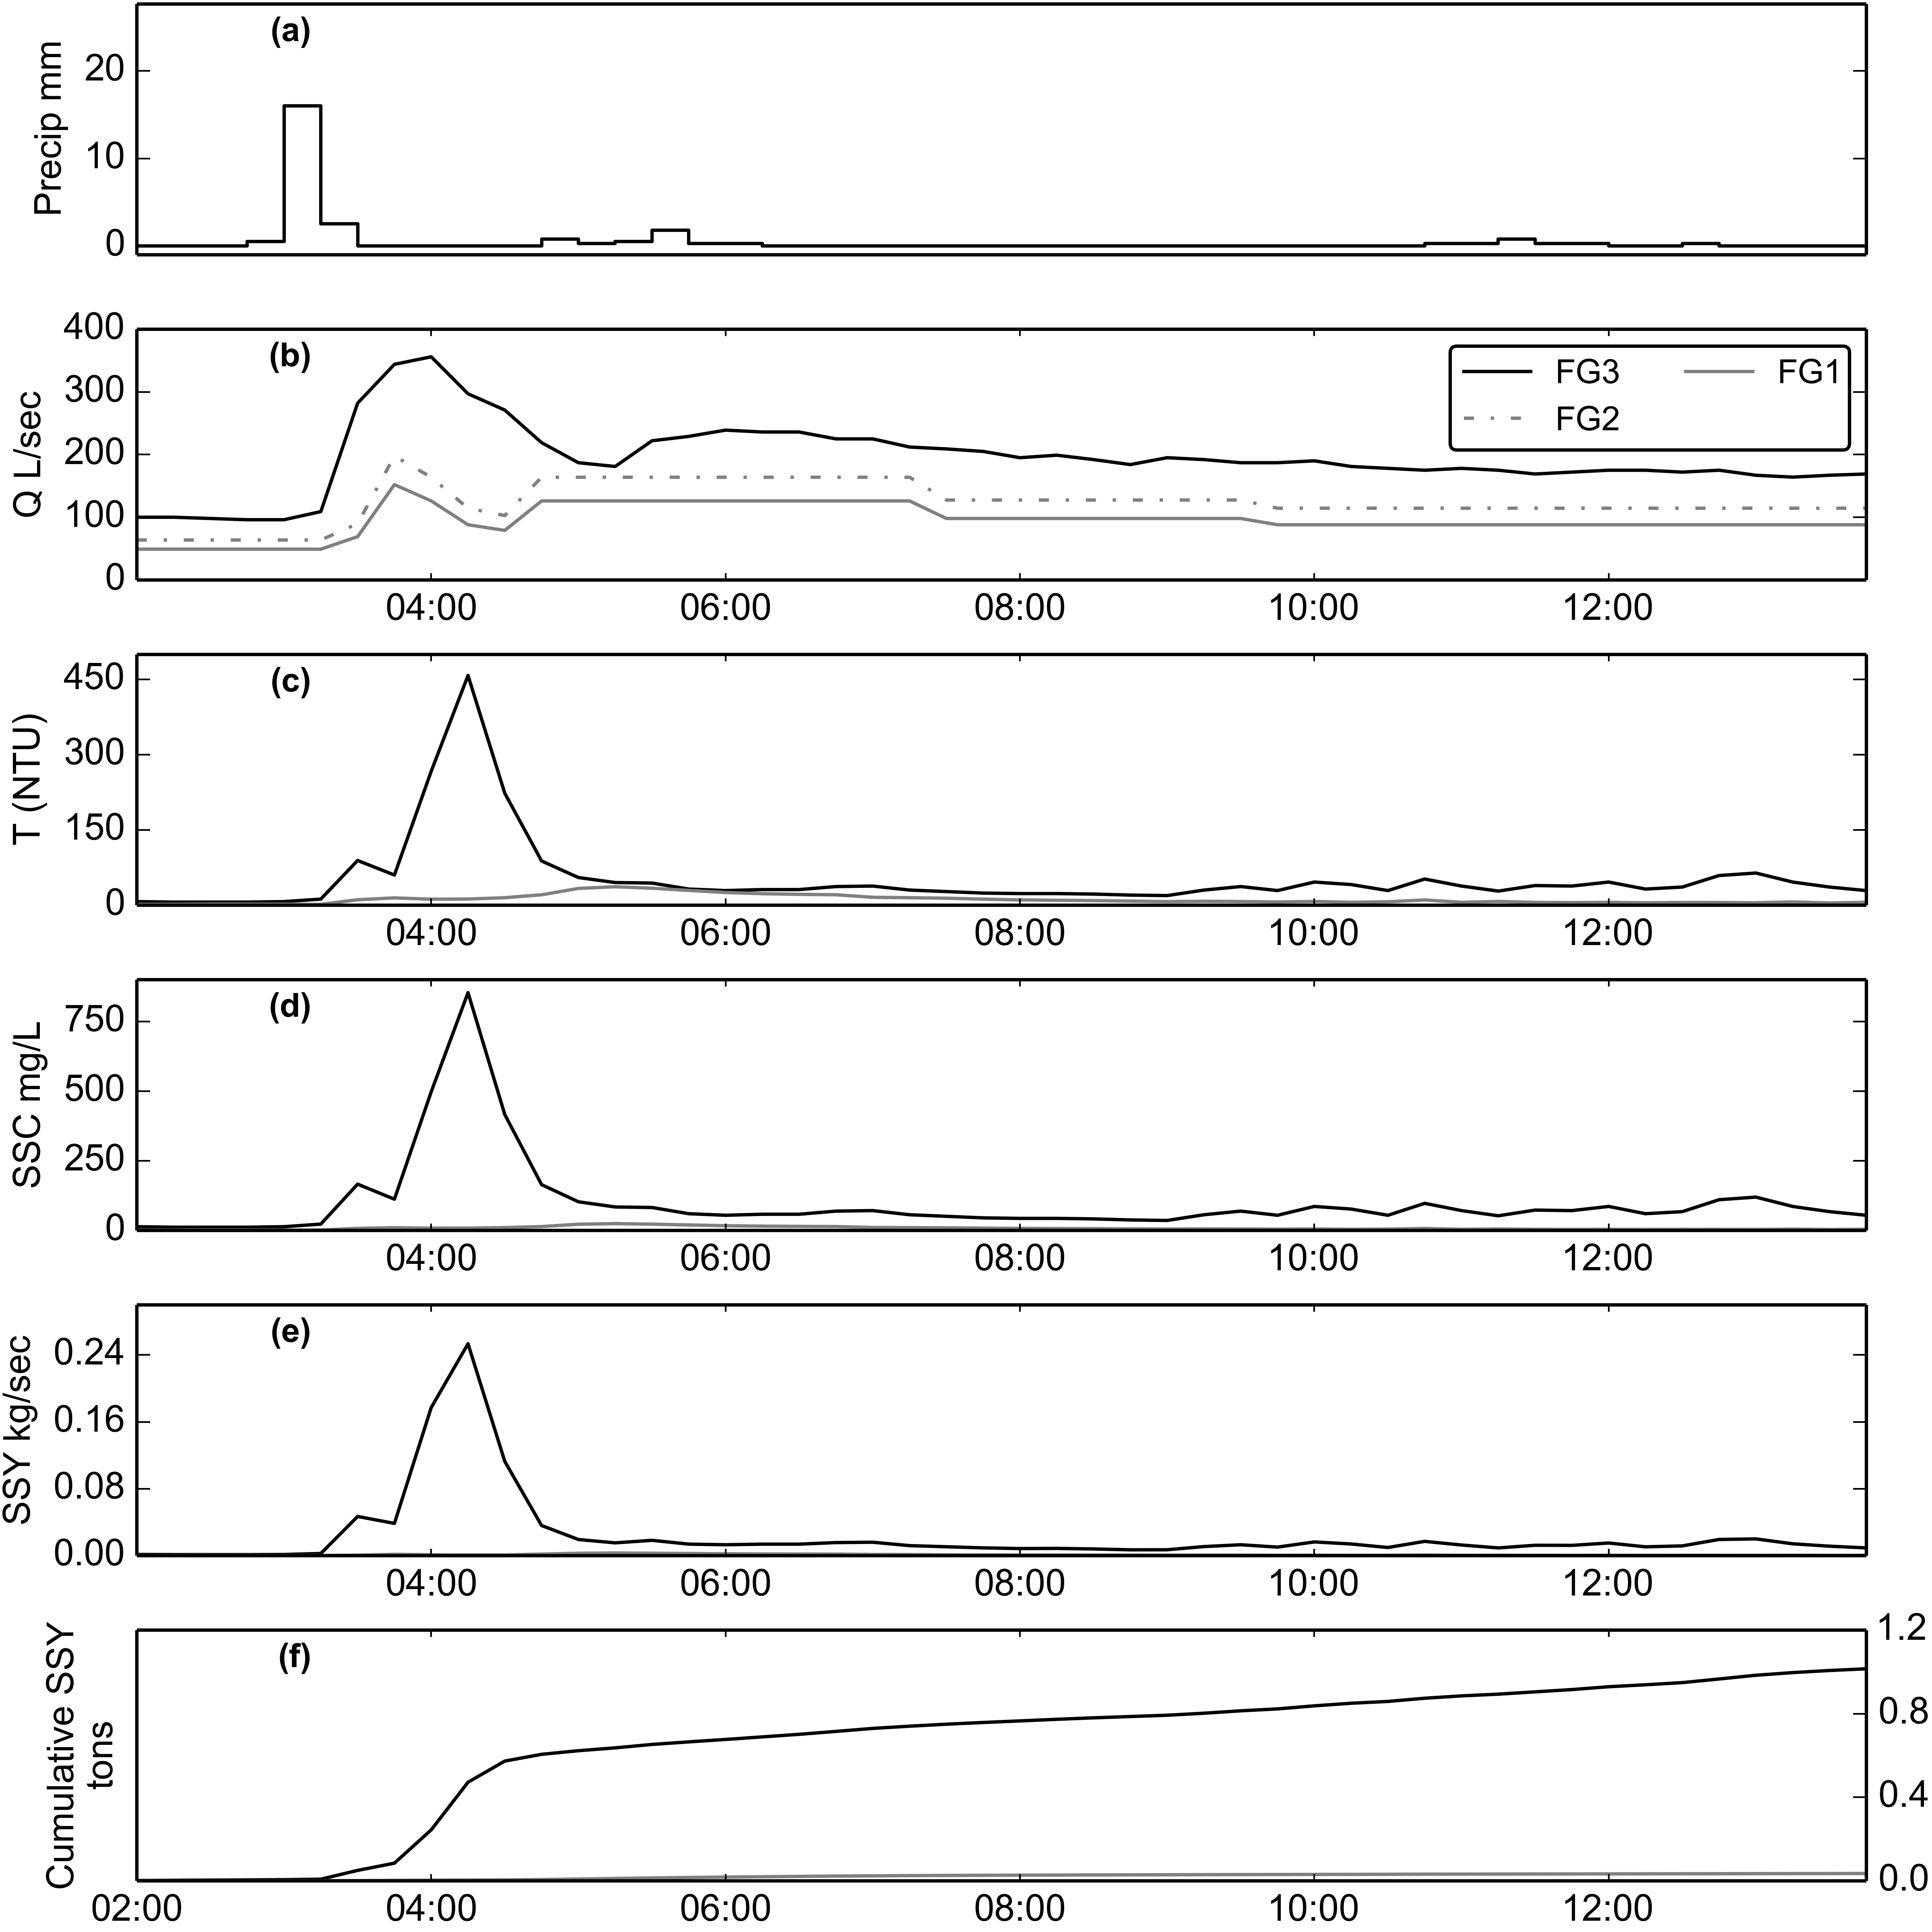 (a)
Precip mm
20
10
0
(b)
Q L/sec
400
300
200
100
0
FG3 FG1
FG2
04:00 06:00 08:00 10:00 12:00
(c)
T (NTU)
450
300
150
0
04:00 06:00 08:00 10:00 12:00
(d)
SSC mg/L
750
500
250
0
04:00 06:00 08:00 10:00 12:00
(e)
SSY kg/sec
0.24
0.16
0.08
0.00
04:00 06:00 08:00 10:00 12:00
(f)
Cumulative SSY
tons
1.2
0.8
0.4
0.0
02:00 04:00 06:00 08:00 10:00 12:00